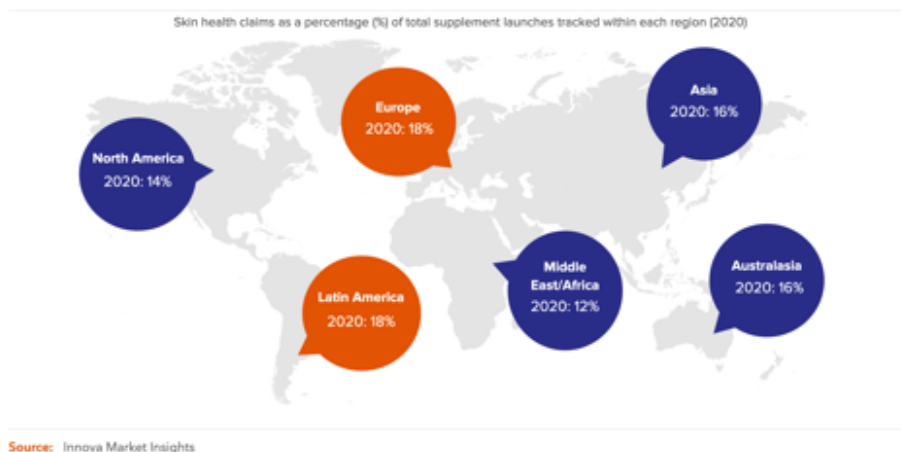 Skin health claims as a percentage (%) of total supplement launches tracked within each region (2020)
Europe
2020: 18%
Asia
2020: 16%
North America
2020: 14%
Latin America
2020: 18%
Middle
East/Africa
2020: 12%
Australasia
2020: 16%
Source: Innova Market Insights